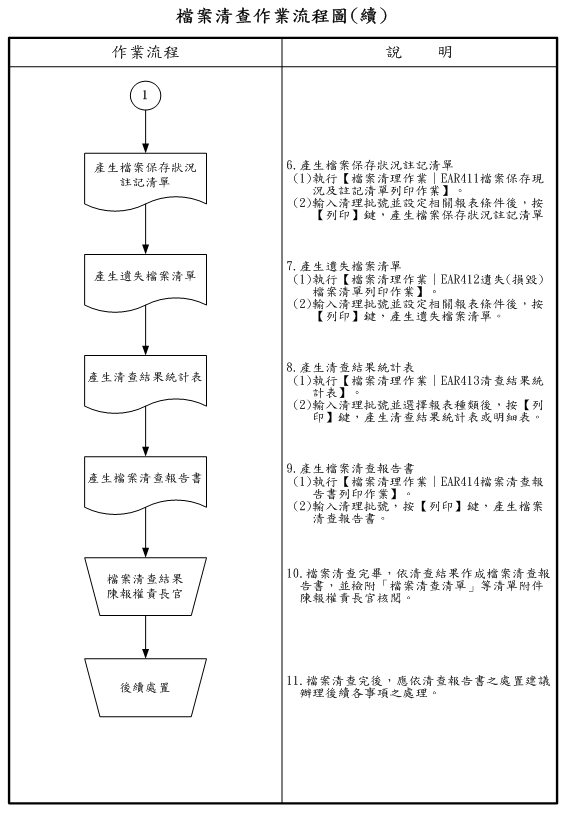 檔案清查作業流程圖(續)
作業流程
說 明
1
產生檔案保存狀況
註記清單
6.產生檔案保存狀況註記清單
(1)執行【檔案清理作業│EAR411檔案保存現
況及註記清單列印作業】。
(2)輸入清理批號並設定相關報表條件後，按
【列印】鍵，產生檔案保存狀況註記清單
產生遺失檔案清單
7.產生遺失檔案清單
(1)執行【檔案清理作業│EAR412遺失(損毀)
檔案清單列印作業】。
(2)輸入清理批號並設定相關報表條件後，按
【列印】鍵，產生遺失檔案清單。
產生清查結果統計表
8.產生清查結果統計表
(1)執行【檔案清理作業│EAR413清查結果統
計表】。
(2)輸入清理批號並選擇報表種類後，按【列
印】鍵，產生清查結果統計表或明細表。
產生檔案清查報告書
9.產生檔案清查報告書
(1)執行【檔案清理作業│EAR414檔案清查報
告書列印作業】。
(2)輸入清理批號，按【列印】鍵，產生檔案
清查報告書。
檔案清查結果
陳報權責長官
10.檔案清查完畢，依清查結果作成檔案清查報
告書，並檢附「檔案清查清單」等清單附件
陳報權責長官核閱。
後續處置
11.檔案清查完後，應依清查報告書之處置建議
辦理後續各事項之處理。